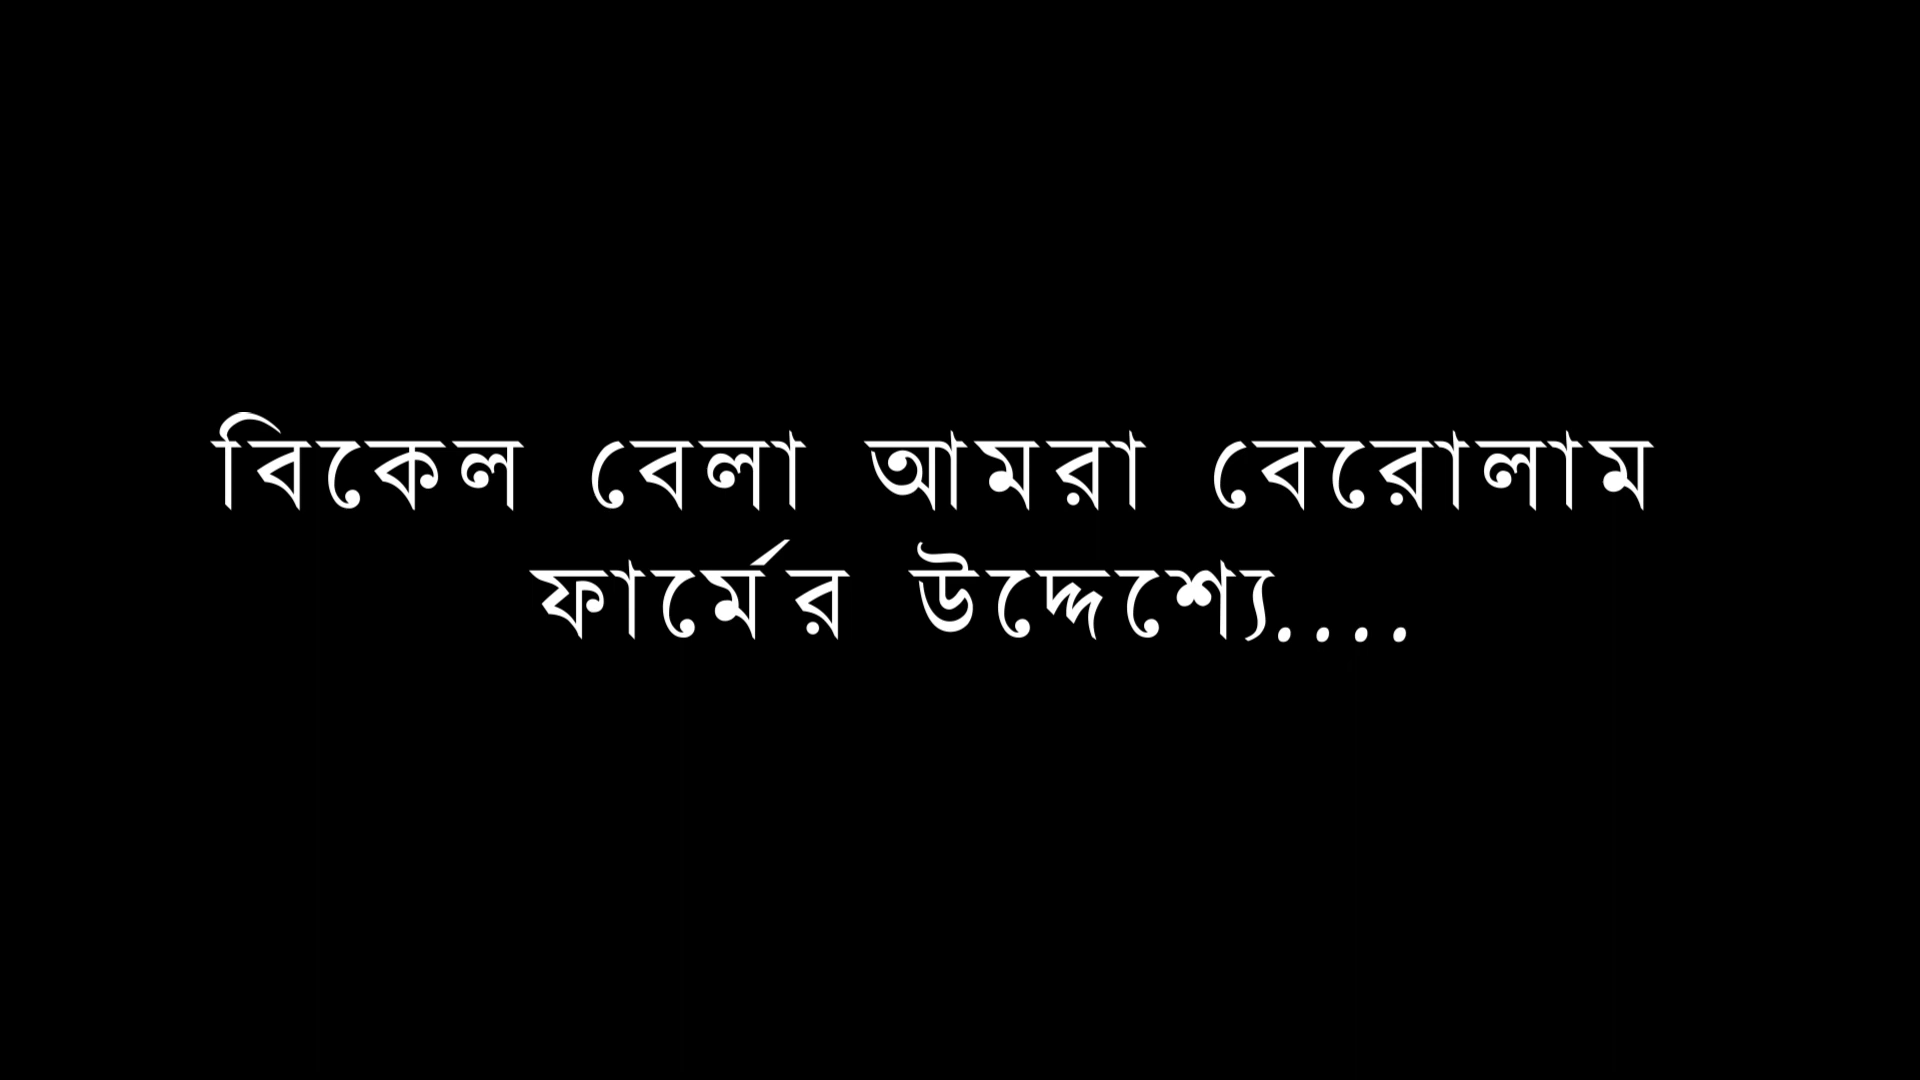 বিকেল বেলা আমরা বেরোলাম
ফার্মের উদ্দেশ্যে....